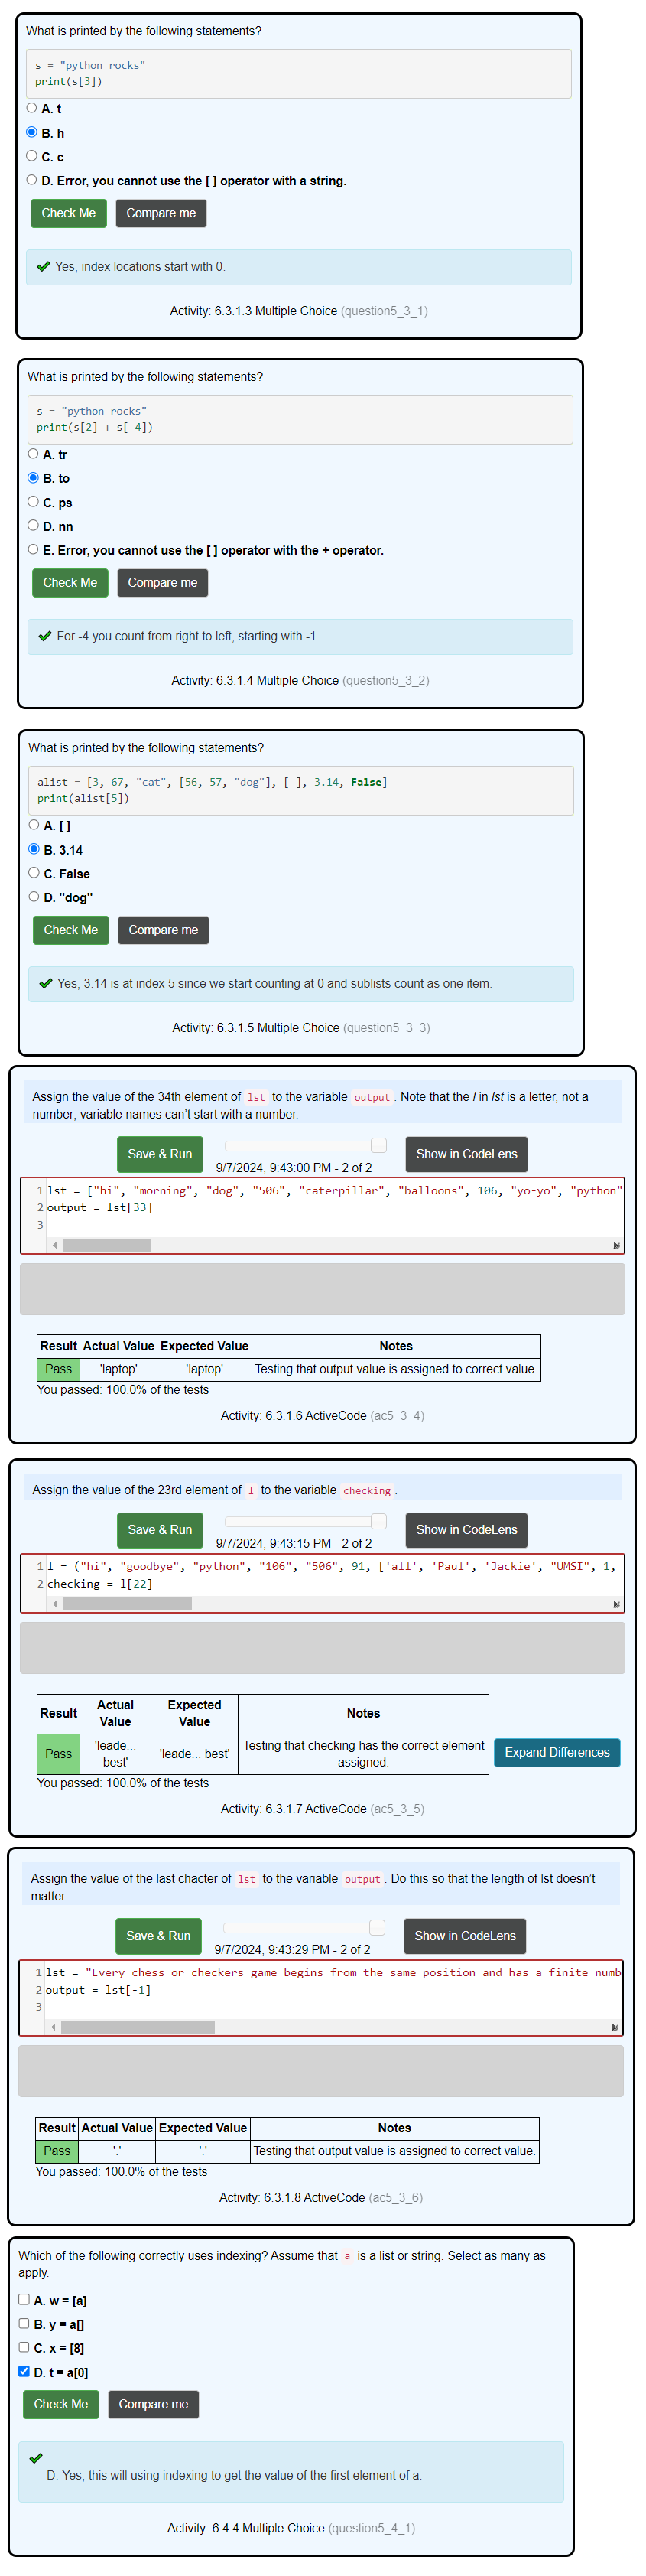 What is printed by the following statements?
s = "python rocks"
print(s[3])
A. t
B. h
C. c
D. Error, you cannot use the [ ] operator with a string.
Check Me Compare me
Yes, index locations start with 0.
Activity: 6.3.1.3 Multiple Choice (question5_3_1)
What is printed by the following statements?
s = "python rocks"
print(s[2] + s[-4])
A. tr
B. to
C. ps
D. nn
E. Error, you cannot use the [ ] operator with the + operator.
Check Me Compare me
For -4 you count from right to left, starting with -1.
Activity: 6.3.1.4 Multiple Choice (question5_3_2)
What is printed by the following statements?
alist = [3, 67, "cat", [56, 57, "dog"], [ ], 3.14, False]
print(alist[5])
A. [ ]
B. 3.14
C. False
D. "dog"
Check Me Compare me
Yes, 3.14 is at index 5 since we start counting at 0 and sublists count as one item.
Activity: 6.3.1.5 Multiple Choice (question5_3_3)
Assign the value of the 34th element of lst to the variable output . Note that the l in lst is a letter, not a
number; variable names can't start with a number.
Save & Run 9/7/2024, 9:43:00 PM - 2 of 2 Show in CodeLens
1 lst = ["hi", "morning", "dog", "506", "caterpillar", "balloons", 106, "yo-yo", "python"
2 output = lst[33]
3
Result Actual Value Expected Value Notes
Pass 'laptop' 'laptop' Testing that output value is assigned to correct value.
You passed: 100.0% of the tests
Activity: 6.3.1.6 ActiveCode (ac5_3_4)
Assign the value of the 23rd element of l to the variable checking .
Save & Run 9/7/2024, 9:43:15 PM - 2 of 2 Show in CodeLens
1 l = ("hi", "goodbye", "python", "106", "506", 91, ['all', 'Paul', 'Jackie', "UMSI", 1,
2 checking = l[22]
Result Actual Value Expected Value Notes
Pass 'leade... best' 'leade... best' Testing that checking has the correct element assigned. Expand Differences
You passed: 100.0% of the tests
Activity: 6.3.1.7 ActiveCode (ac5_3_5)
Assign the value of the last chacter of lst to the variable output . Do this so that the length of lst doesn't
matter.
Save & Run 9/7/2024, 9:43:29 PM - 2 of 2 Show in CodeLens
1 lst = "Every chess or checkers game begins from the same position and has a finite numb
2 output = lst[-1]
3
Result Actual Value Expected Value Notes
Pass '.' '.' Testing that output value is assigned to correct value.
You passed: 100.0% of the tests
Activity: 6.3.1.8 ActiveCode (ac5_3_6)
Which of the following correctly uses indexing? Assume that a is a list or string. Select as many as
apply.
A. w = [a]
B. y = a[]
C. x = [8]
D. t = a[0]
Check Me Compare me
D. Yes, this will using indexing to get the value of the first element of a.
Activity: 6.4.4 Multiple Choice (question5_4_1)